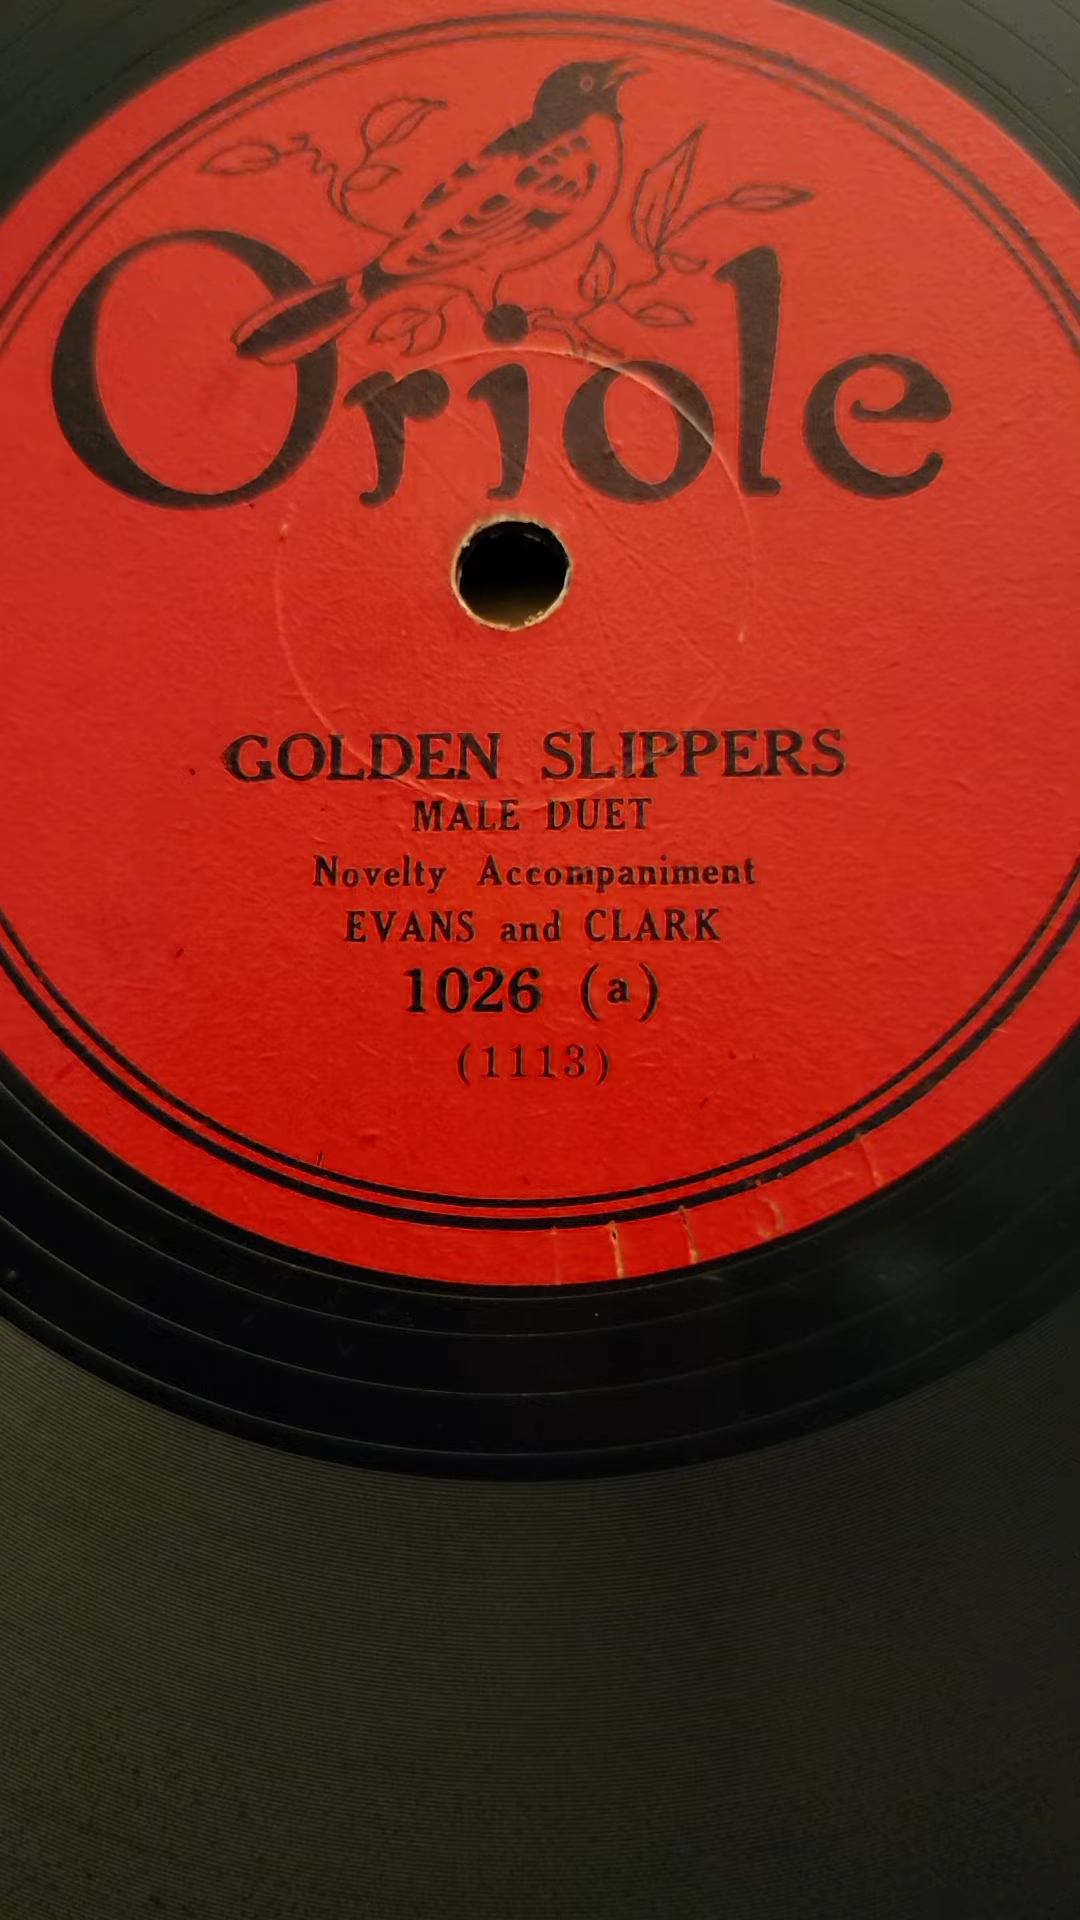 Oriole
GOLDEN SLIPPERS
MALE DUET
Novelty Accompaniment
EVANS and CLARK
1026 (a)
(1113)